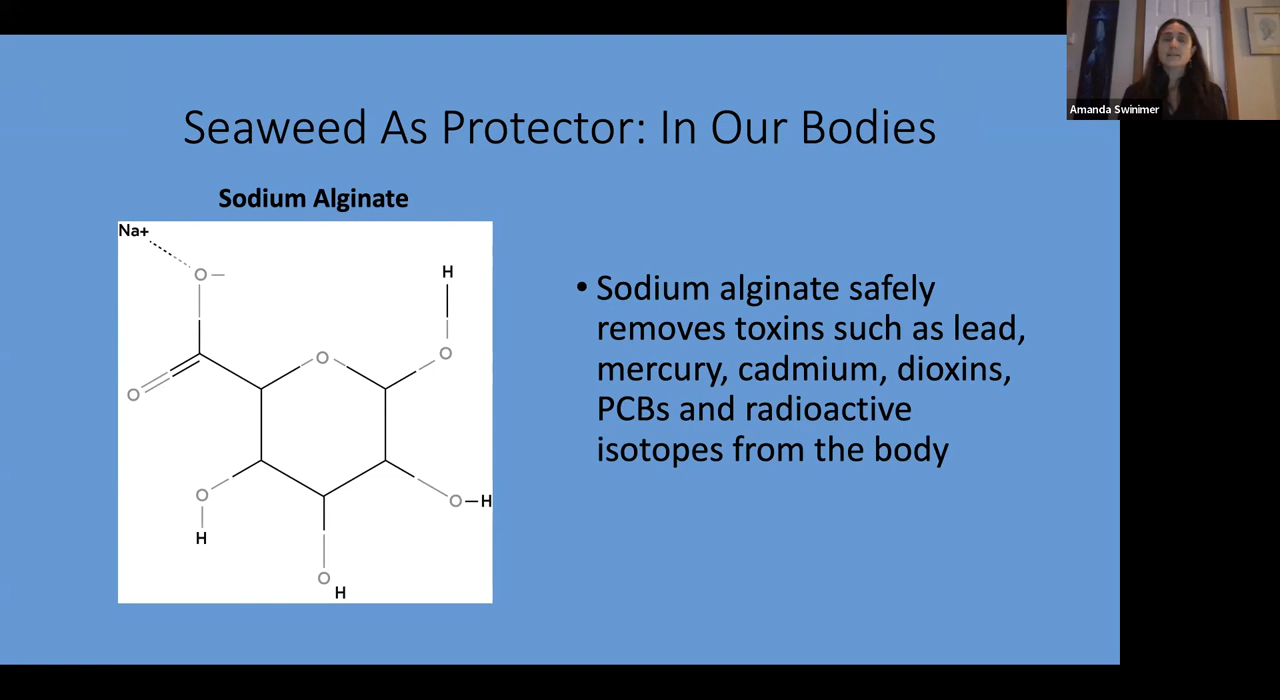 Amanda Swinimer
Seaweed As Protector: In Our Bodies
Sodium Alginate
Na+
O–
H
O
O
O
O
O–H
H
O
H
• Sodium alginate safely
removes toxins such as lead,
mercury, cadmium, dioxins,
PCBs and radioactive
isotopes from the body